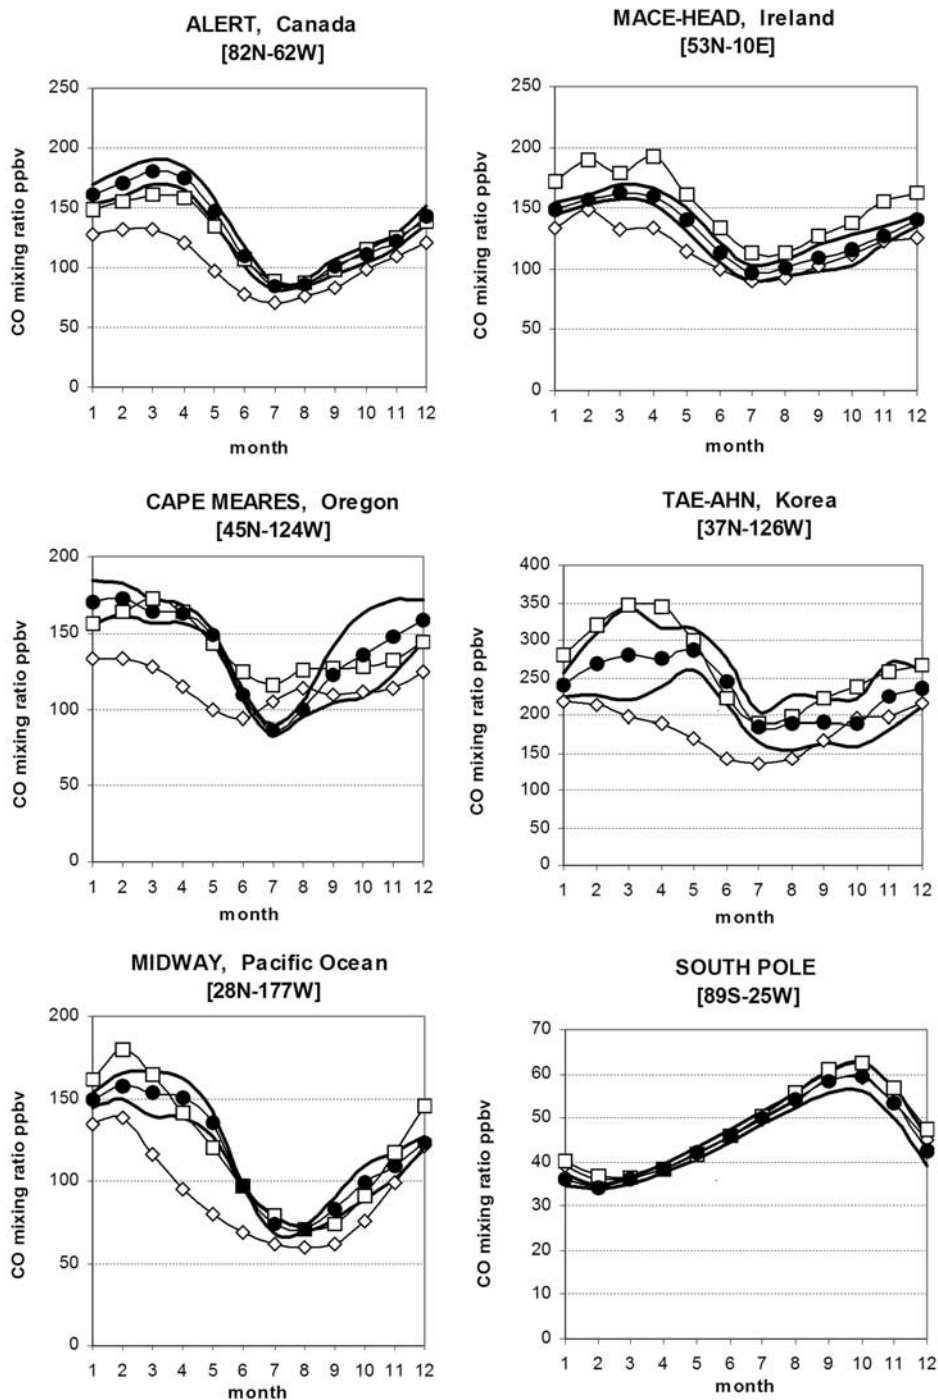 ALERT, Canada
[82N-62W]
CO mixing ratio ppbv
250
200
150
100
50
0
1 2 3 4 5 6 7 8 9 10 11 12
month
MACE-HEAD, Ireland
[53N-10E]
CO mixing ratio ppbv
250
200
150
100
50
0
1 2 3 4 5 6 7 8 9 10 11 12
month
CAPE MEARES, Oregon
[45N-124W]
CO mixing ratio ppbv
200
150
100
50
0
1 2 3 4 5 6 7 8 9 10 11 12
month
TAE-AHN, Korea
[37N-126W]
CO mixing ratio ppbv
400
350
300
250
200
150
100
50
0
1 2 3 4 5 6 7 8 9 10 11 12
month
MIDWAY, Pacific Ocean
[28N-177W]
CO mixing ratio ppbv
200
150
100
50
0
1 2 3 4 5 6 7 8 9 10 11 12
month
SOUTH POLE
[89S-25W]
CO mixing ratio ppbv
70
60
50
40
30
20
10
0
1 2 3 4 5 6 7 8 9 10 11 12
month